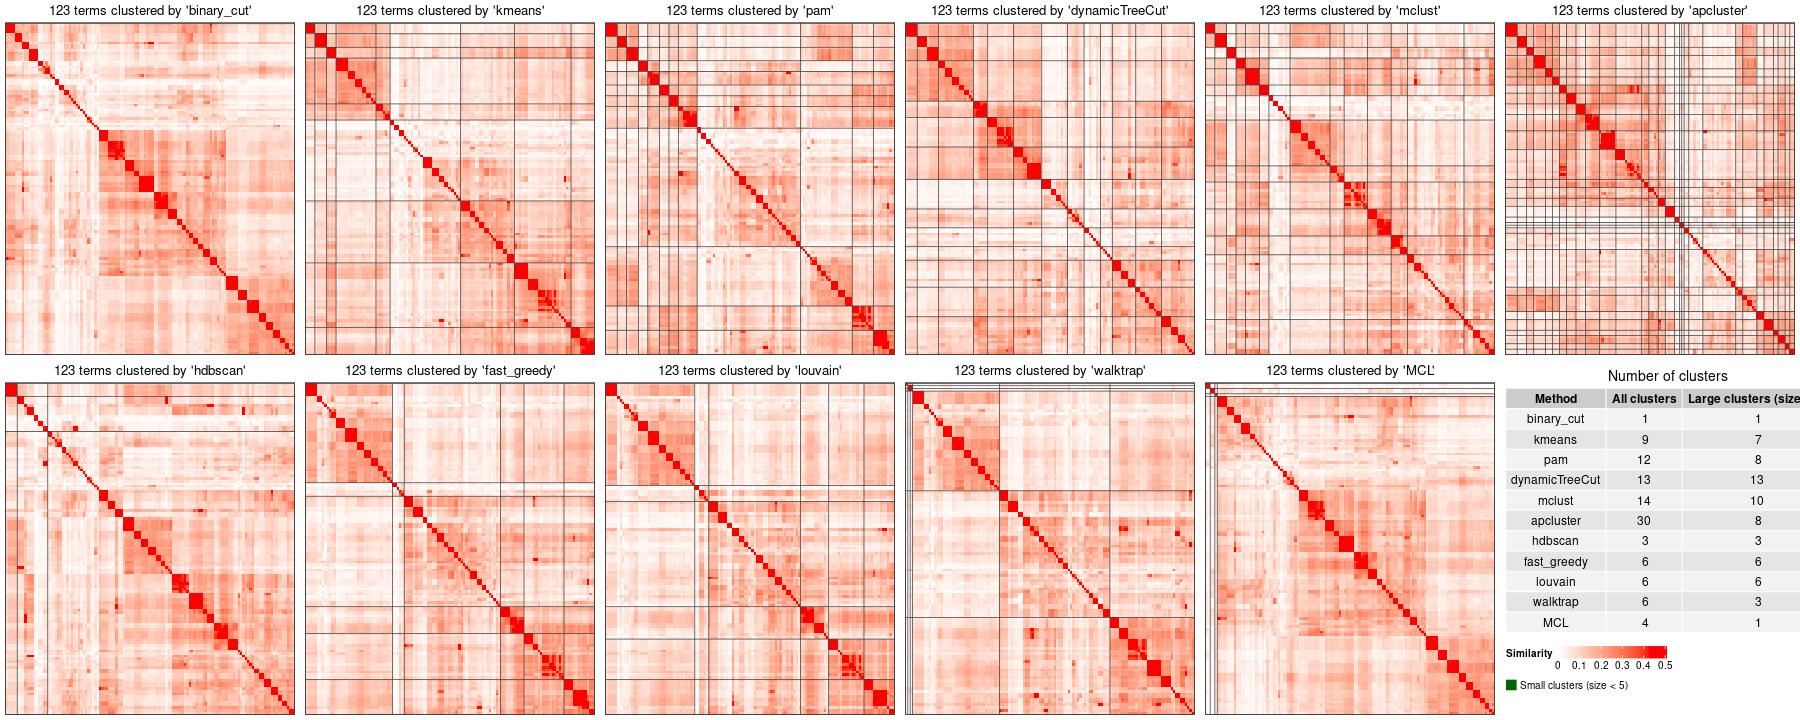 123 terms clustered by 'binary_cut'
123 terms clustered by 'kmeans'
123 terms clustered by 'pam'
123 terms clustered by 'dynamicTreeCut'
123 terms clustered by 'mclust'
123 terms clustered by 'apcluster'
123 terms clustered by 'hdbscan'
123 terms clustered by 'fast_greedy'
123 terms clustered by 'louvain'
123 terms clustered by 'walktrap'
123 terms clustered by 'MCL'
Number of clusters
Method All clusters Large clusters (size
binary_cut 1 1
kmeans 9 7
pam 12 8
dynamicTreeCut 13 13
mclust 14 10
apcluster 30 8
hdbscan 3 3
fast_greedy 6 6
louvain 6 6
walktrap 6 3
MCL 4 1
Similarity
0 0.1 0.2 0.3 0.4 0.5
Small clusters (size < 5)